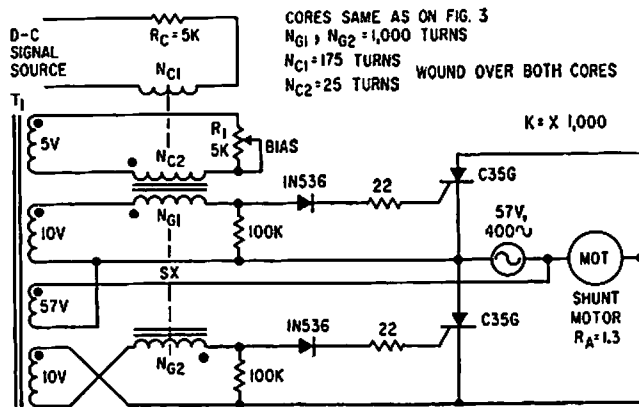 CORES SAME AS ON FIG. 3
N_G1, N_G2 = 1,000 TURNS
N_C1 = 175 TURNS
N_C2 = 25 TURNS
WOUND OVER BOTH CORES
K = X 1,000
D-C
SIGNAL
SOURCE
R_C = 5K
N_C1
T_1
5V
R_1
5K
BIAS
N_C2
10V
N_G1
100K
1N536
22
C35G
57V,
400~
MOT
SHUNT
MOTOR
R_A = 1.3
SX
57V
10V
N_G2
100K
1N536
22
C35G